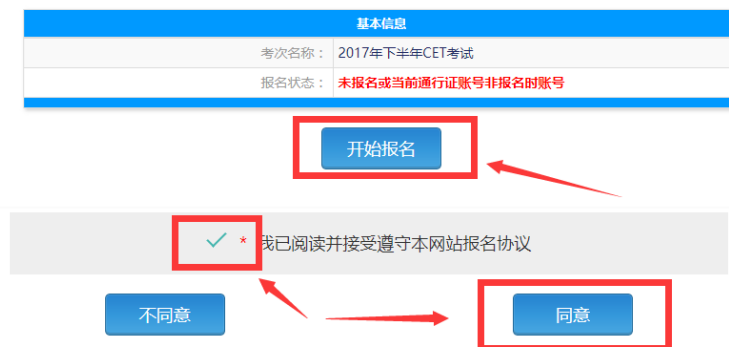 基本信息
考次名称： 2017年下半年CET考试
报名状态： 未报名或当前通行证账号非报名时账号
开始报名
* 我已阅读并接受遵守本网站报名协议
不同意 同意